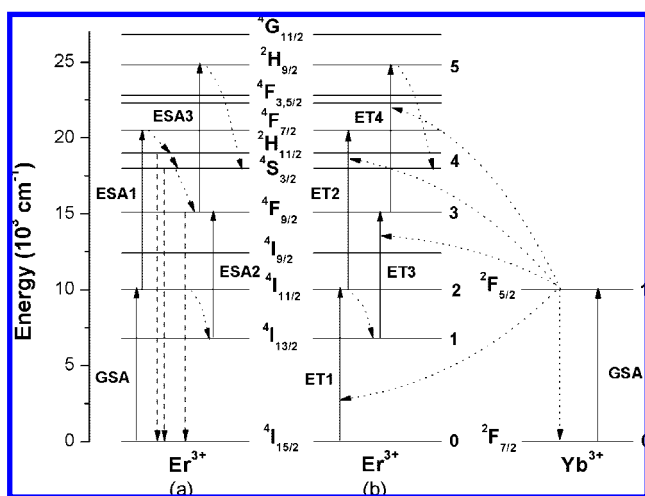 Energy (10³ cm⁻¹)
25
20
15
10
5
0
⁴G₁₁/₂
²H₉/₂
⁴F₃,₅/₂
⁴F₇/₂
²H₁₁/₂
⁴S₃/₂
⁴F₉/₂
⁴I₉/₂
⁴I₁₁/₂
⁴I₁₃/₂
⁴I₁₅/₂
ESA3
ESA1
ESA2
GSA
Er³⁺
(a)
ET4
ET2
ET3
ET1
5
4
3
2
1
0
Er³⁺
(b)
²F₅/₂
²F₇/₂
GSA
Yb³⁺